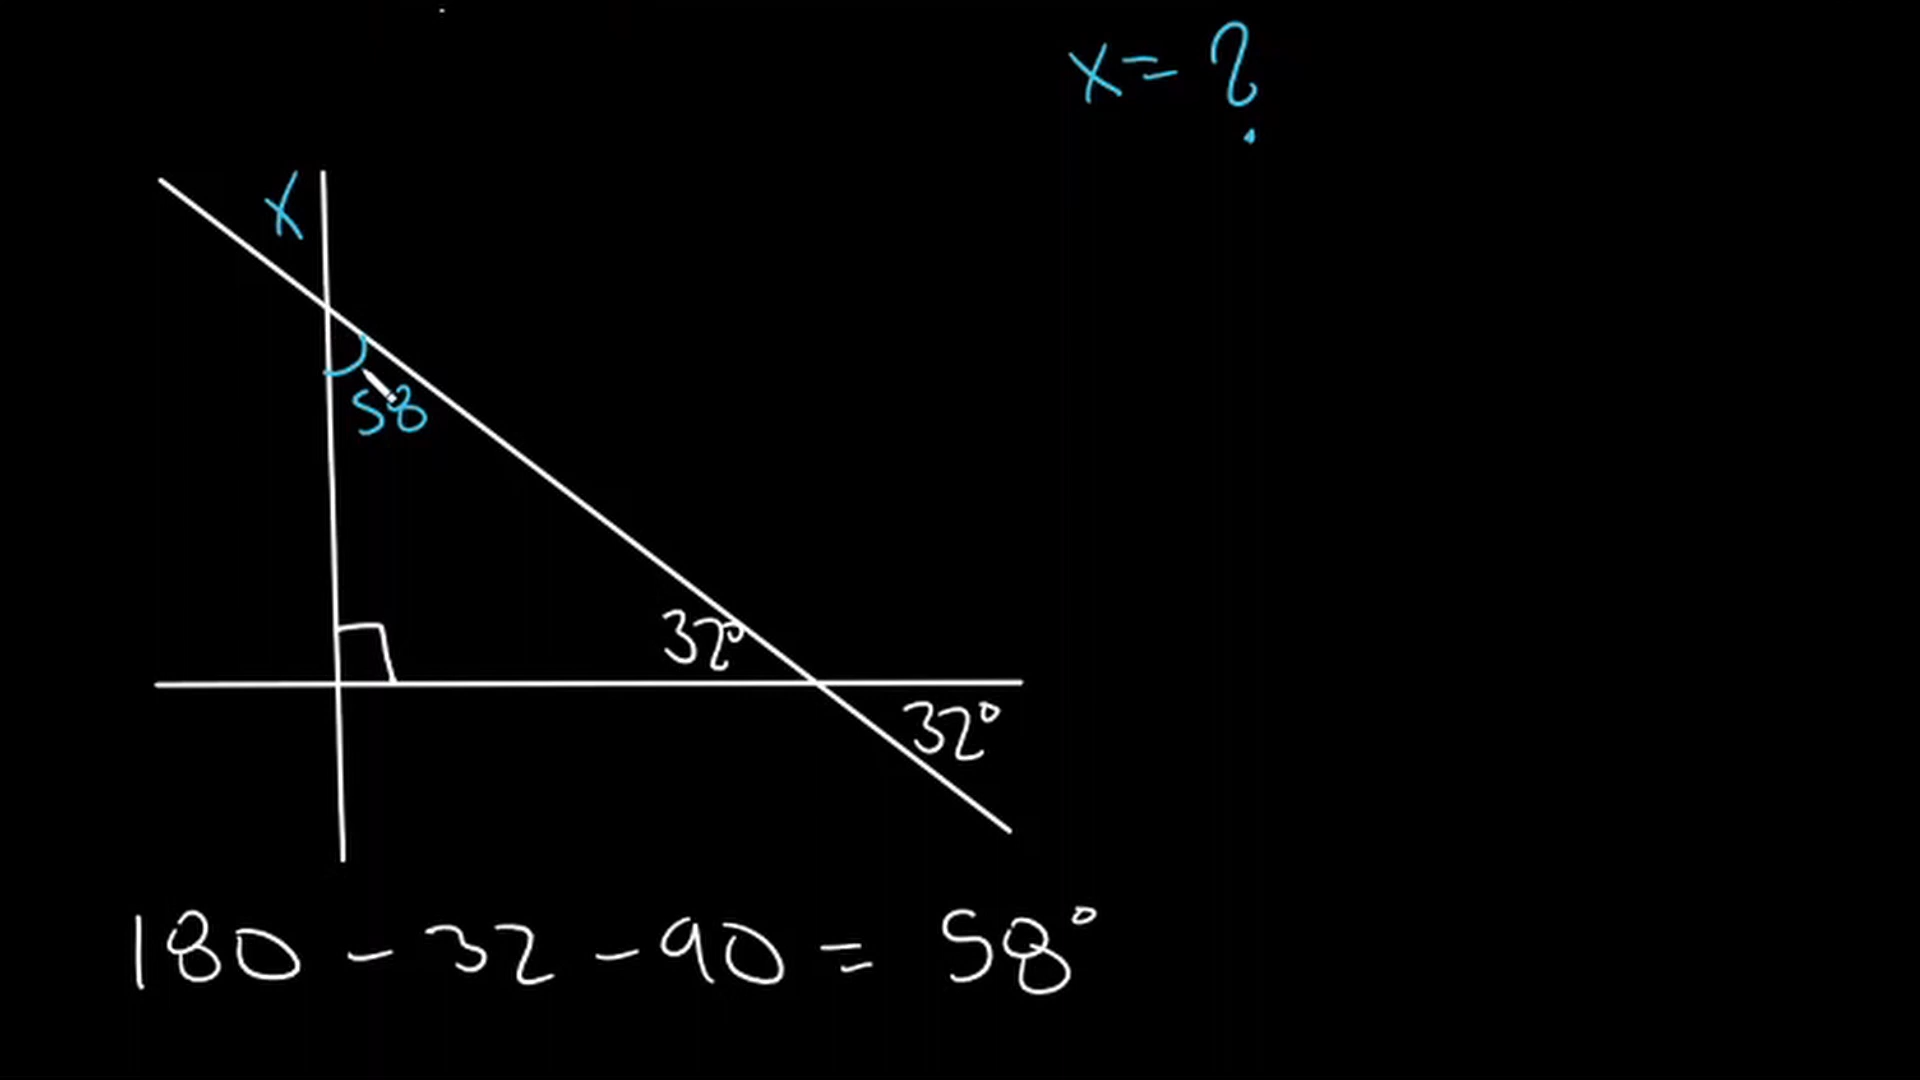 x = ?
x
58
32°
32°
180 - 32 - 90 = 58°